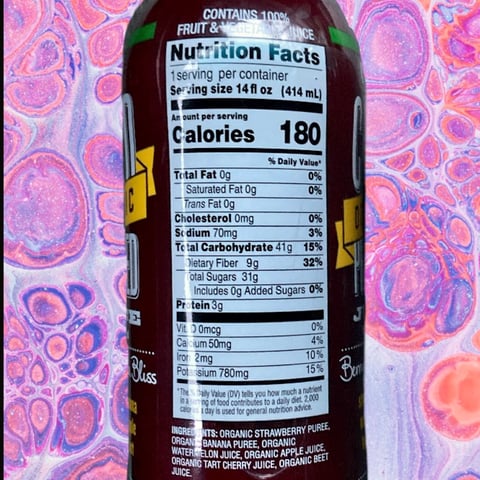 CONTAINS 100%
FRUIT & VEGETABLE JUICE
Nutrition Facts
1 serving per container
Serving size 14 fl oz (414 mL)
Amount per serving
Calories 180
% Daily Value*
Total Fat 0g 0%
Saturated Fat 0g 0%
Trans Fat 0g
Cholesterol 0mg 0%
Sodium 70mg 3%
Total Carbohydrate 41g 15%
Dietary Fiber 9g 32%
Total Sugars 31g
Includes 0g Added Sugars 0%
Protein 3g
Vit. D 0mcg 0%
Calcium 50mg 4%
Iron 2mg 10%
Potassium 780mg 15%
*The % Daily Value (DV) tells you how much a nutrient
in a serving of food contributes to a daily diet. 2,000
calories a day is used for general nutrition advice.
INGREDIENTS: ORGANIC STRAWBERRY PUREE,
ORGANIC BANANA PUREE, ORGANIC
WATERMELON JUICE, ORGANIC APPLE JUICE,
ORGANIC TART CHERRY JUICE, ORGANIC BEET
JUICE.
Bliss